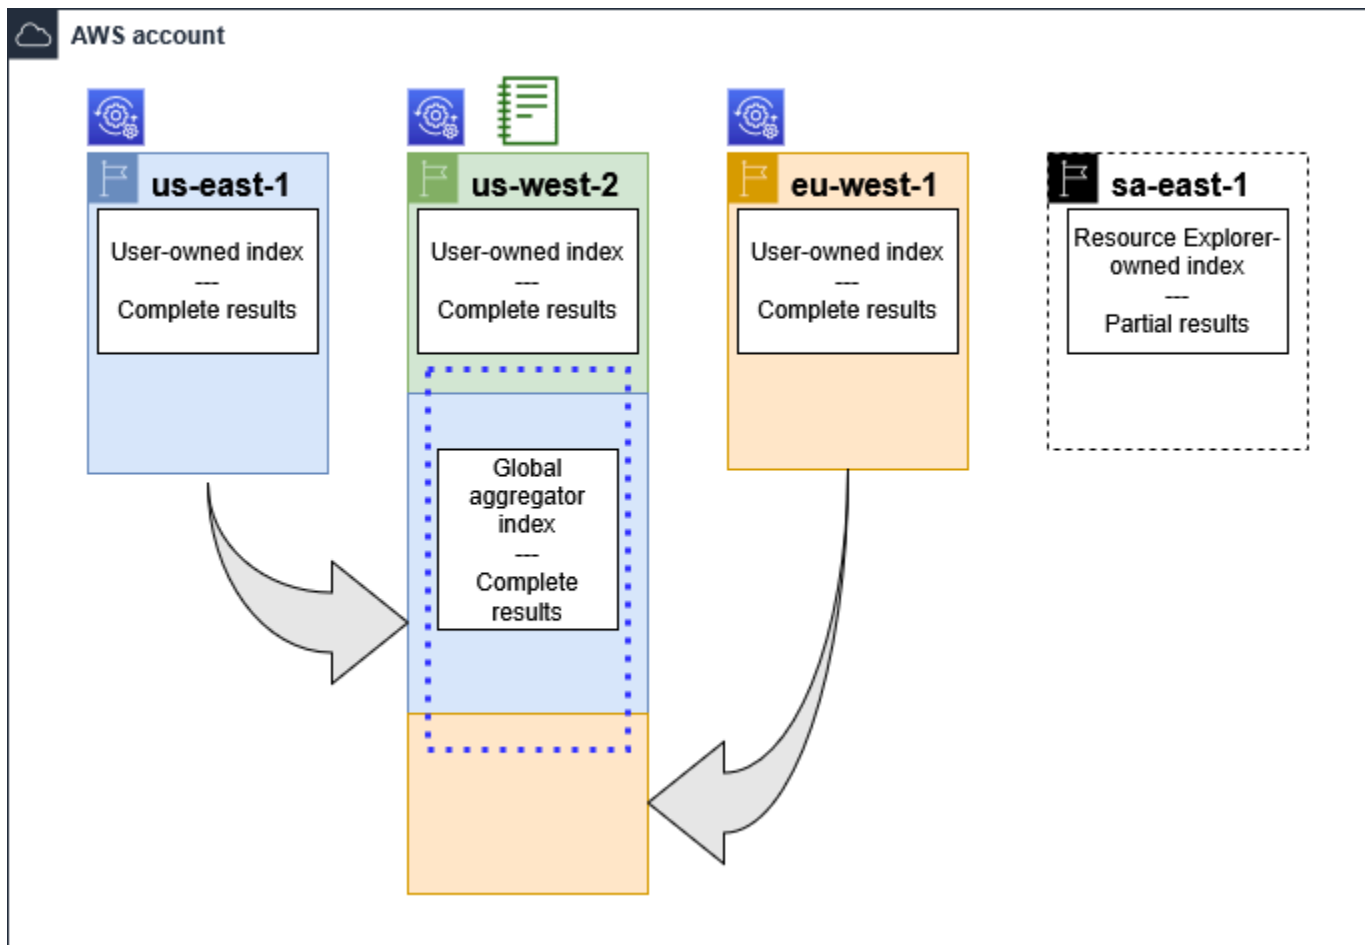 AWS account
us-east-1
User-owned index
---
Complete results
us-west-2
User-owned index
---
Complete results
Global
aggregator
index
---
Complete
results
eu-west-1
User-owned index
---
Complete results
sa-east-1
Resource Explorer-
owned index
---
Partial results